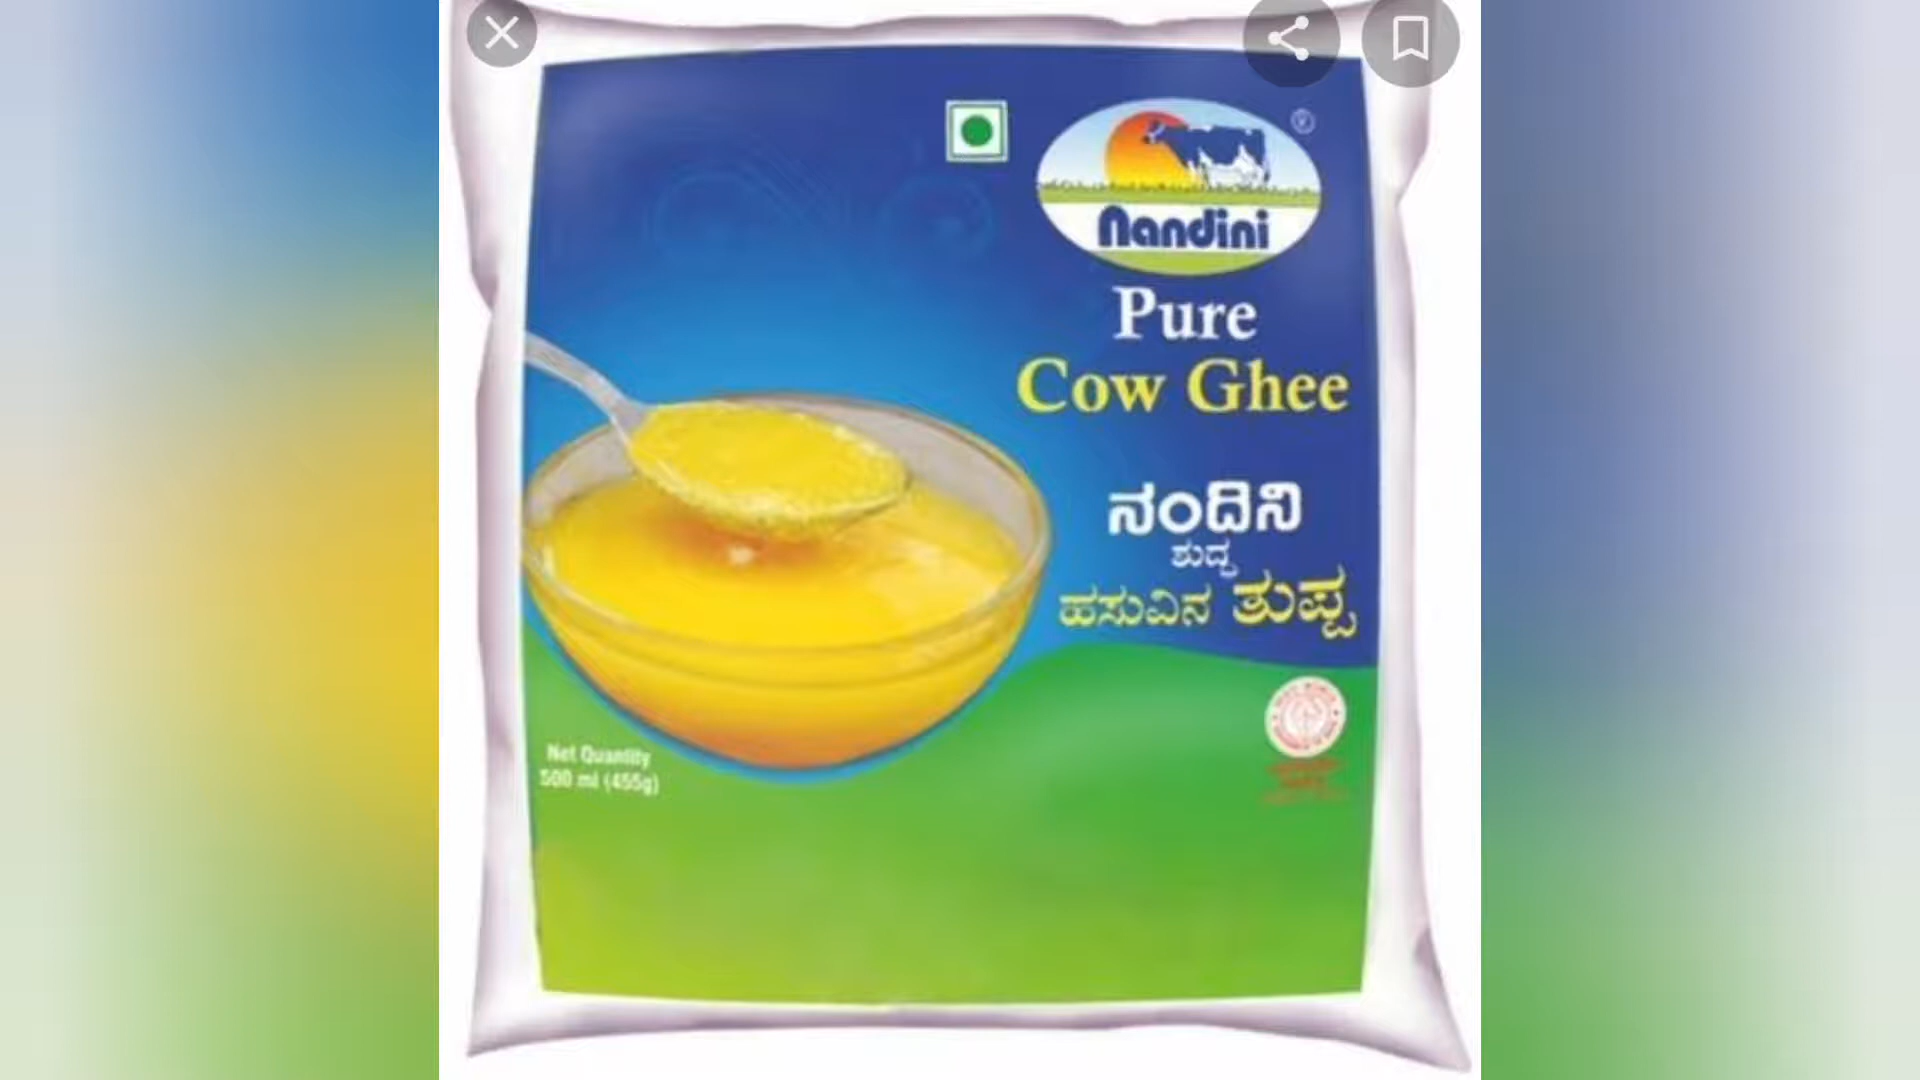 Nandini
Pure
Cow Ghee
ನಂದಿನಿ
ಶುದ್ಧ
ಹಸುವಿನ ತುಪ್ಪ
Net Quantity
500 ml (455g)